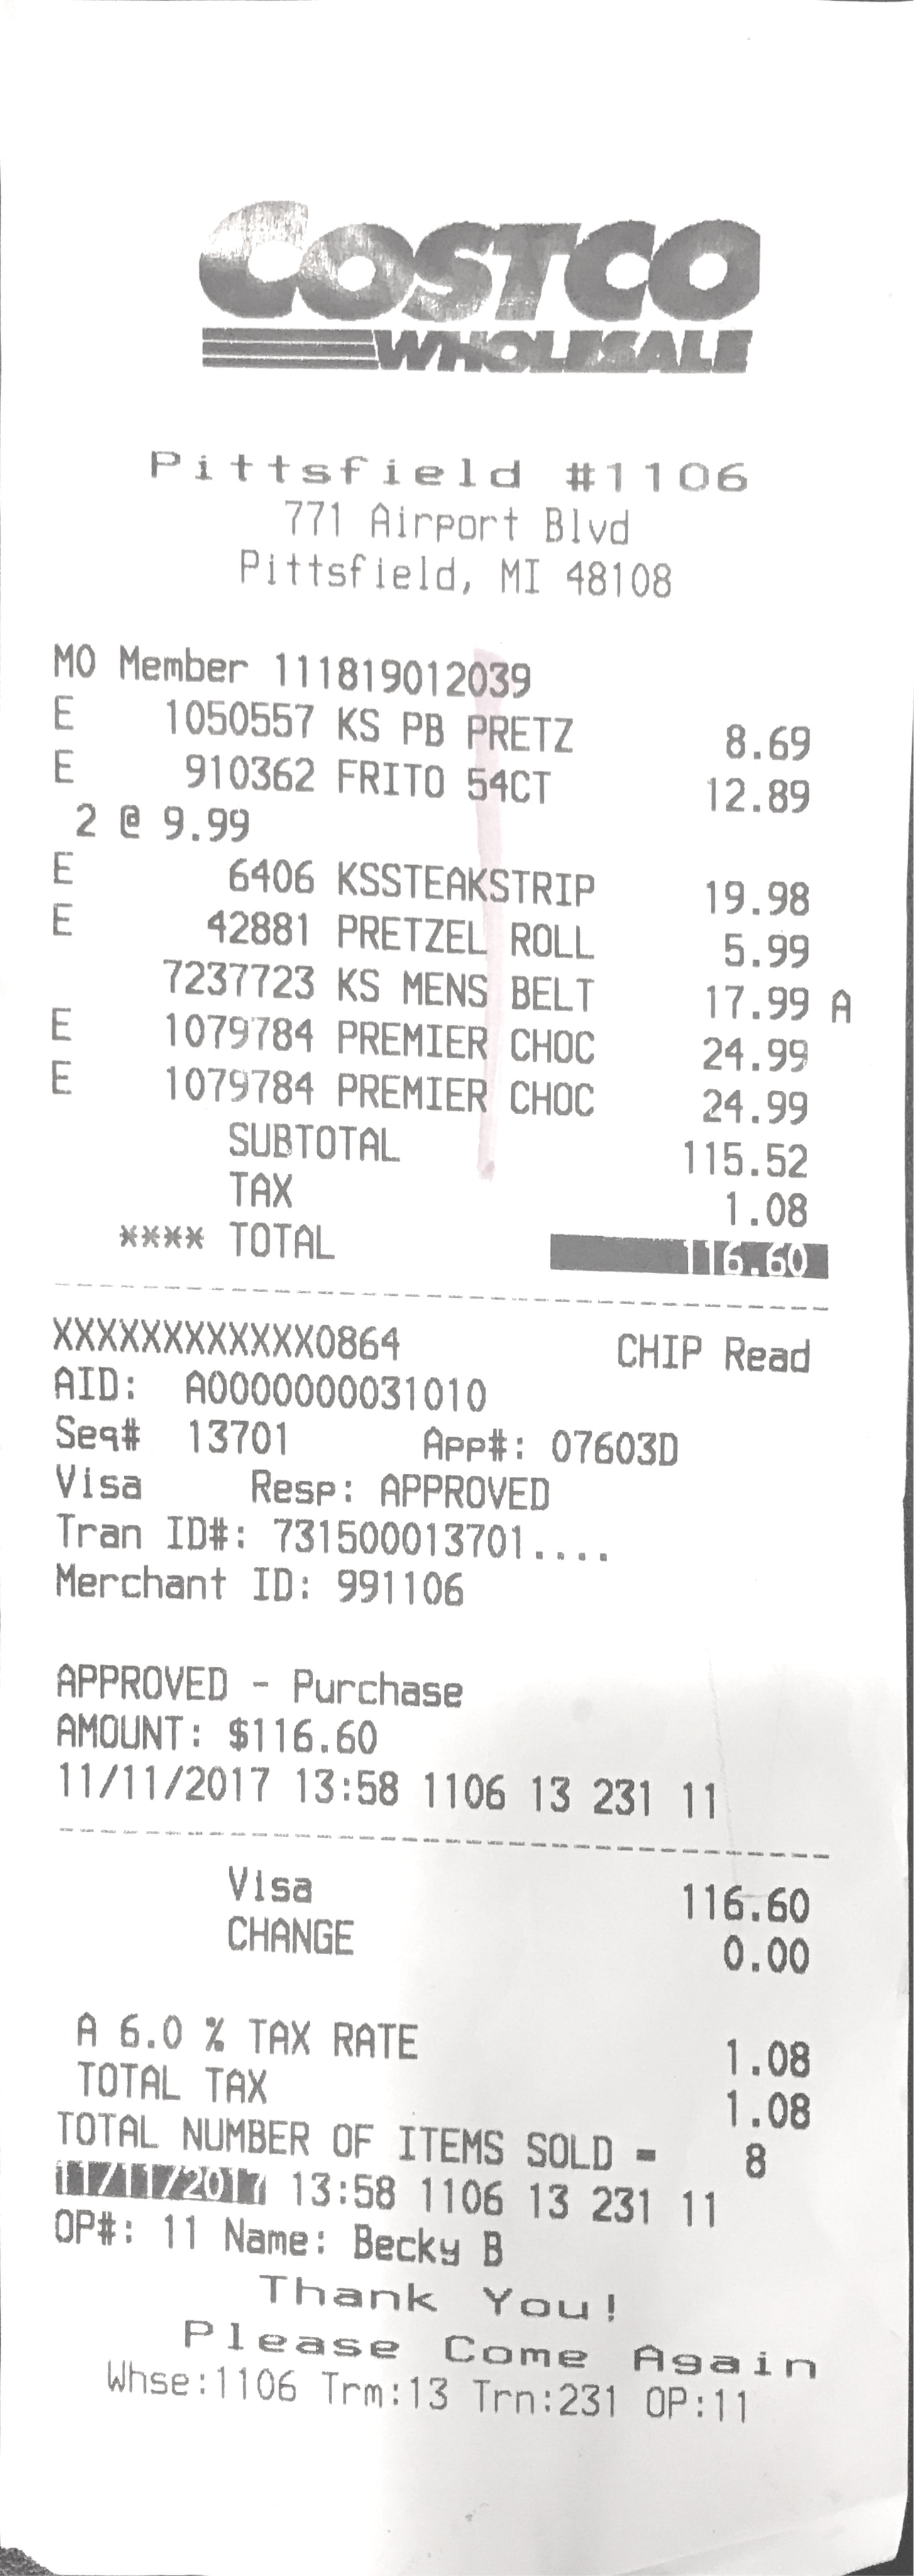 COSTCO
WHOLESALE
Pittsfield #1106
771 Airport Blvd
Pittsfield, MI 48108
MO Member 111819012039
E 1050557 KS PB PRETZ 8.69
E 910362 FRITO 54CT 12.89
2 @ 9.99
E 6406 KSSTEAKSTRIP 19.98
E 42881 PRETZEL ROLL 5.99
7237723 KS MENS BELT 17.99 A
E 1079784 PREMIER CHOC 24.99
E 1079784 PREMIER CHOC 24.99
SUBTOTAL 115.52
TAX 1.08
**** TOTAL 116.60
XXXXXXXXXXXX0864 CHIP Read
AID: A0000000031010
Seq# 13701 App#: 07603D
Visa Resp: APPROVED
Tran ID#: 731500013701....
Merchant ID: 991106
APPROVED - Purchase
AMOUNT: $116.60
11/11/2017 13:58 1106 13 231 11
Visa 116.60
CHANGE 0.00
A 6.0 % TAX RATE 1.08
TOTAL TAX 1.08
TOTAL NUMBER OF ITEMS SOLD = 8
11/11/2017 13:58 1106 13 231 11
OP#: 11 Name: Becky B
Thank You!
Please Come Again
Whse:1106 Trm:13 Trn:231 OP:11